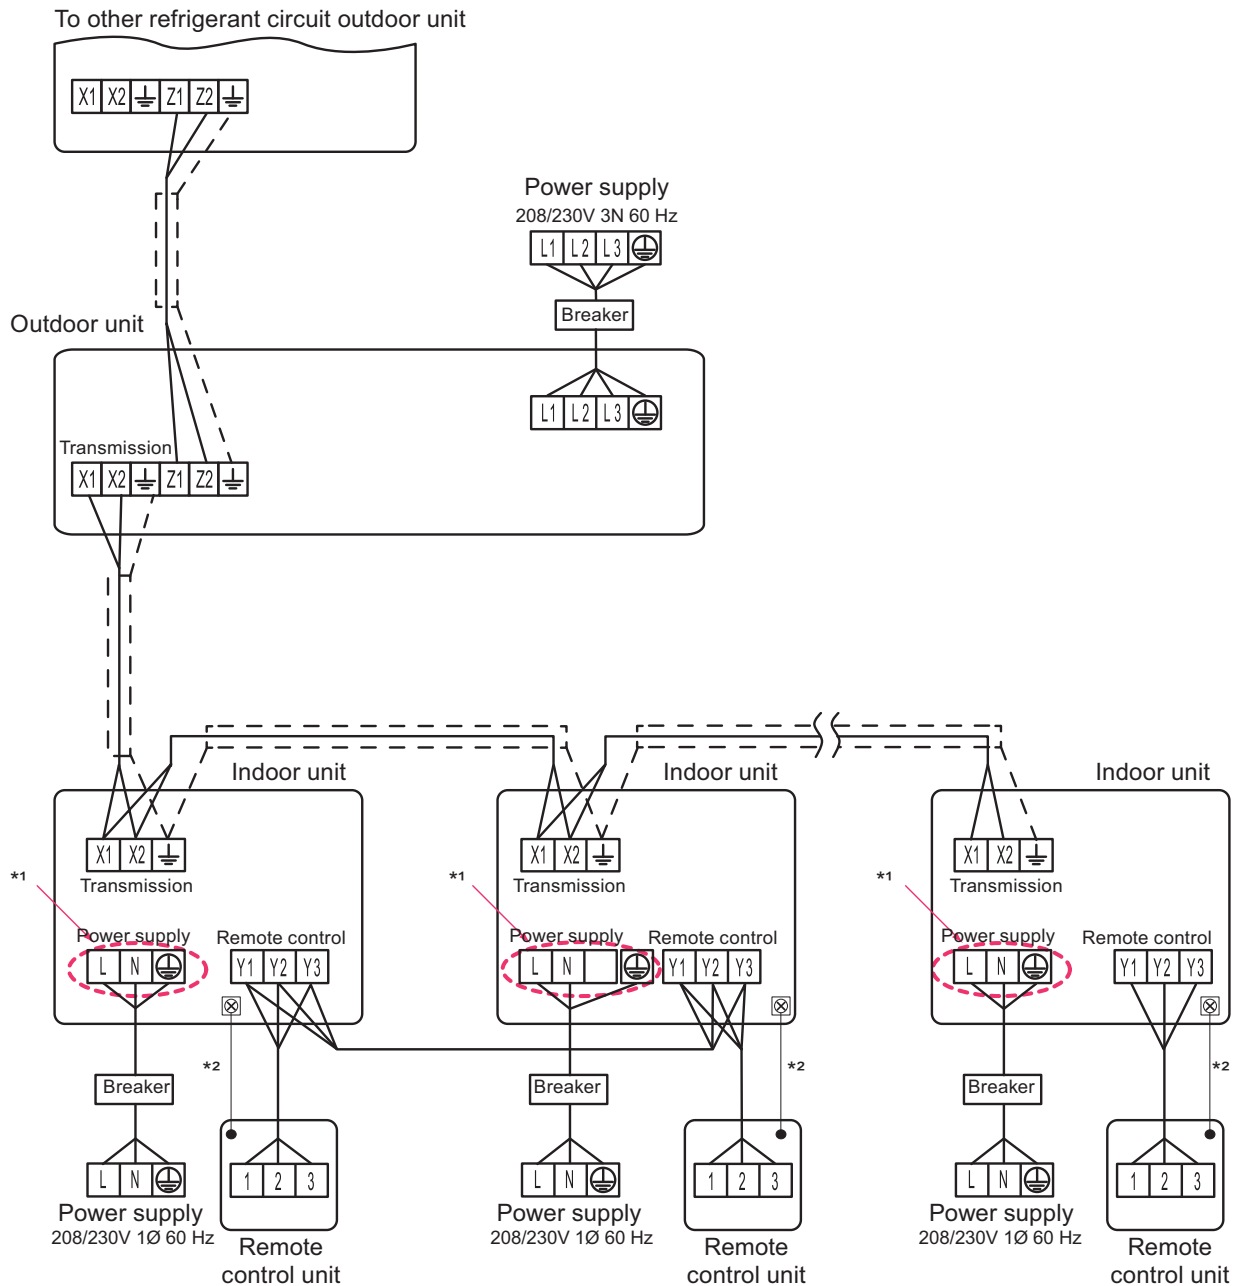 To other refrigerant circuit outdoor unit
X1 X2 Z1 Z2
Power supply
208/230V 3N 60 Hz
L1 L2 L3
Breaker
Outdoor unit
L1 L2 L3
Transmission
X1 X2 Z1 Z2
Indoor unit Indoor unit Indoor unit
X1 X2 X1 X2 X1 X2
Transmission Transmission Transmission
*1 *1 *1
Power supply Remote control Power supply Remote control Power supply Remote control
L N Y1 Y2 Y3 L N Y1 Y2 Y3 L N Y1 Y2 Y3
*2 *2 *2
Breaker Breaker Breaker
L N 1 2 3 L N 1 2 3 L N 1 2 3
Power supply Power supply Power supply
208/230V 1Ø 60 Hz 208/230V 1Ø 60 Hz 208/230V 1Ø 60 Hz
Remote Remote Remote
control unit control unit control unit